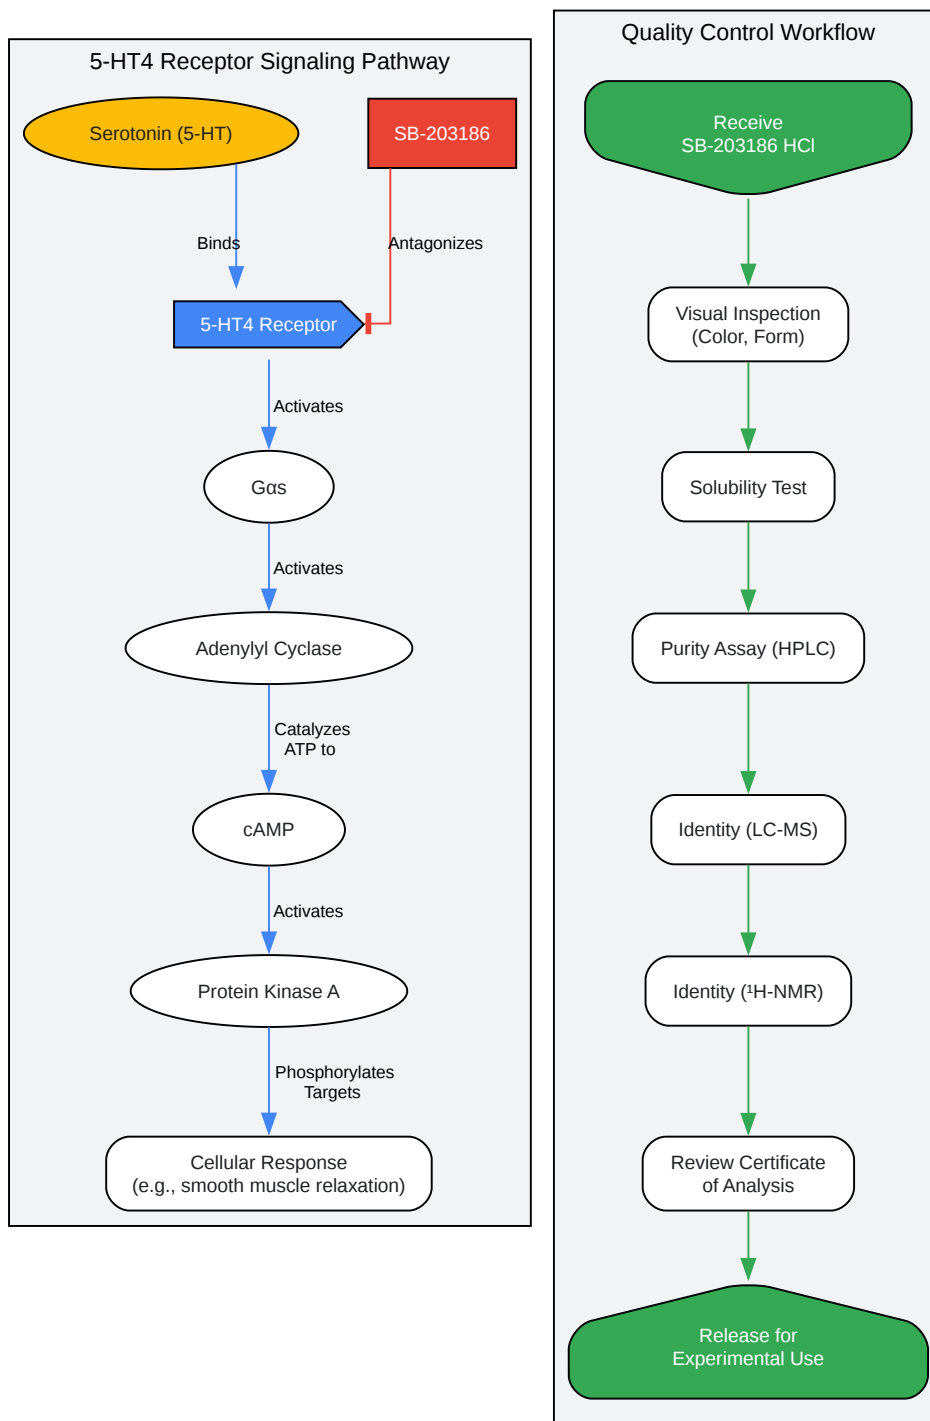 5-HT4 Receptor Signaling Pathway
Serotonin (5-HT)
SB-203186
Binds
Antagonizes
5-HT4 Receptor
Activates
Gαs
Activates
Adenylyl Cyclase
Catalyzes
ATP to
cAMP
Activates
Protein Kinase A
Phosphorylates
Targets
Cellular Response
(e.g., smooth muscle relaxation)
Quality Control Workflow
Receive
SB-203186 HCl
Visual Inspection
(Color, Form)
Solubility Test
Purity Assay (HPLC)
Identity (LC-MS)
Identity (¹H-NMR)
Review Certificate
of Analysis
Release for
Experimental Use